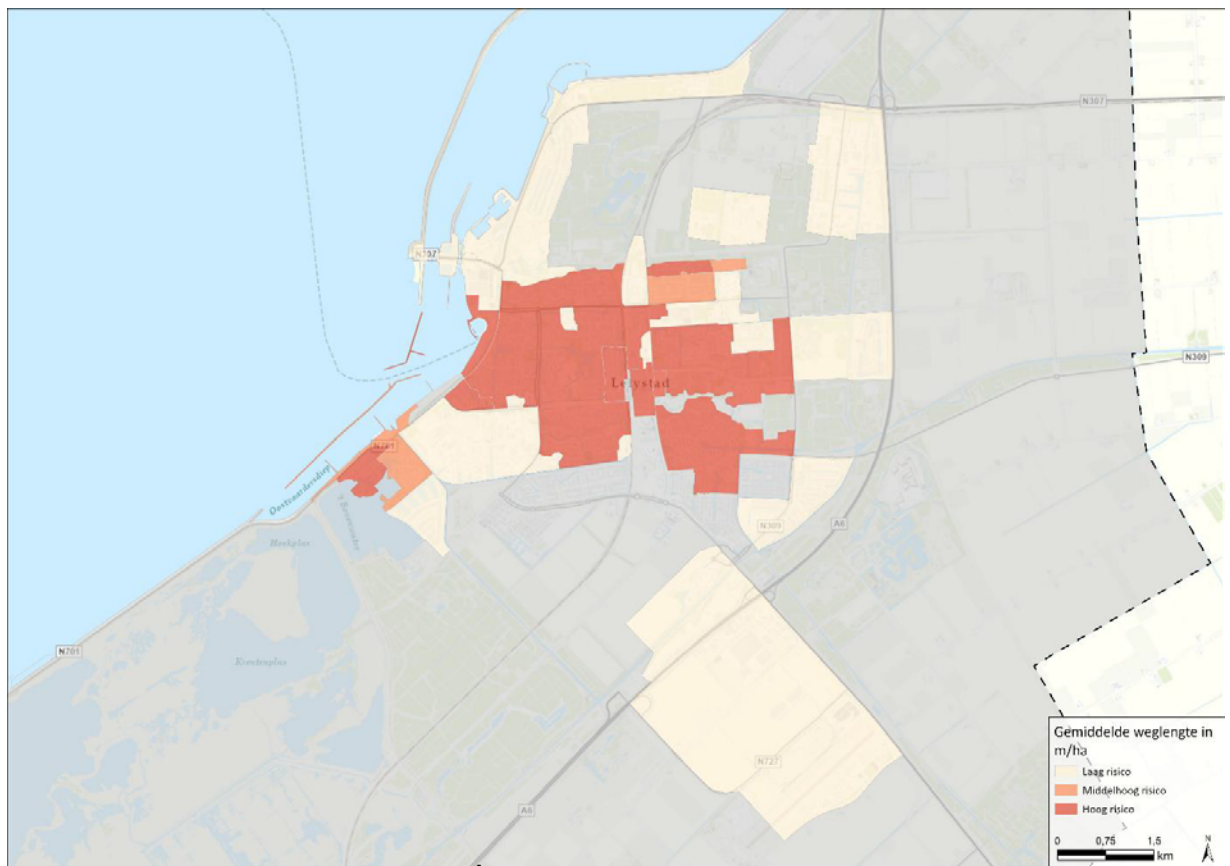 N307
N307
N309
Lelystad
N701
Oostvaardersdiep
N309
A6
N701
N727
A6
Gemiddelde weglengte in
m/ha
Laag risico
Middelhoog risico
Hoog risico
0 0,75 1,5
km
N